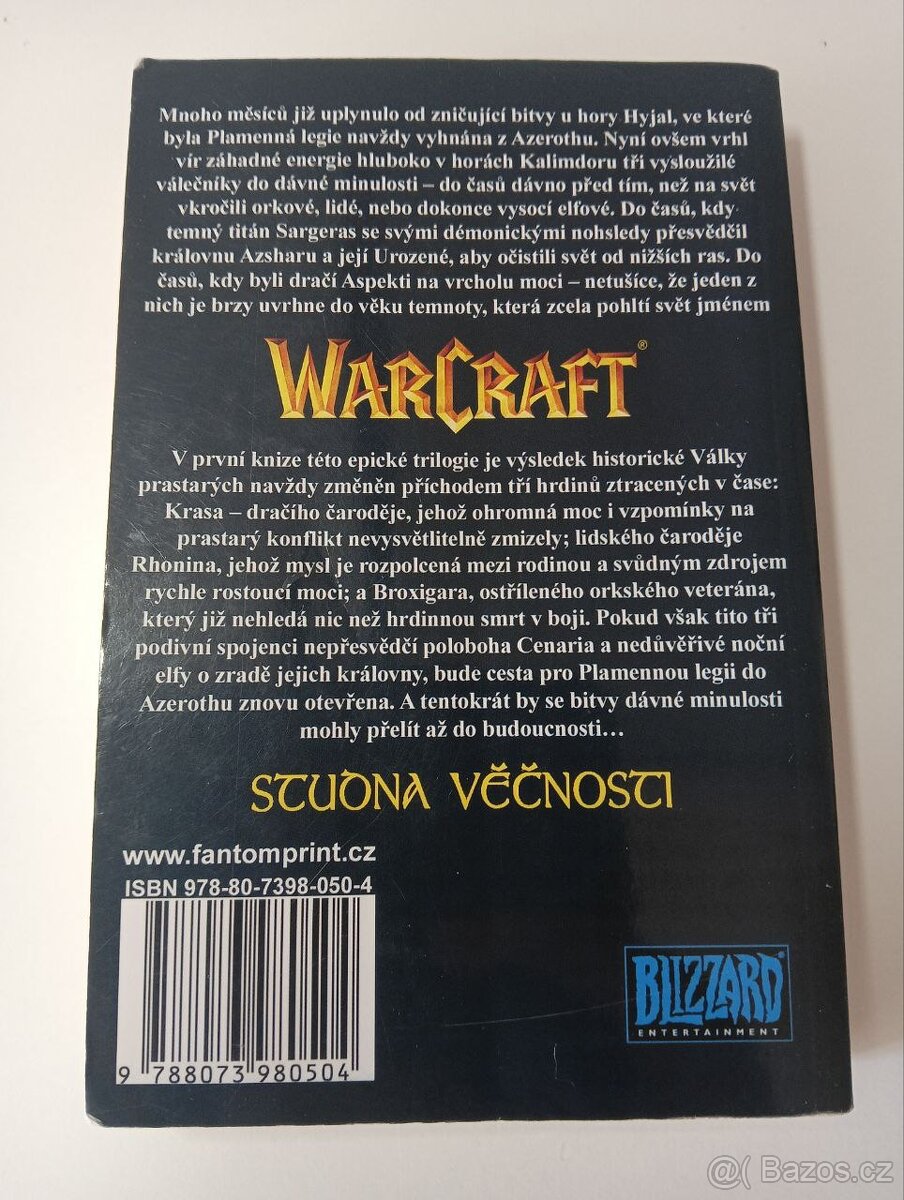 Mnoho měsíců již uplynulo od zničující bitvy u hory Hyjal, ve které
byla Plamenná legie navždy vyhnána z Azerothu. Nyní ovšem vrhl
vír záhadné energie hluboko v horách Kalimdoru tři vysloužilé
válečníky do dávné minulosti – do časů dávno před tím, než na svět
vkročili orkové, lidé, nebo dokonce vysocí elfové. Do časů, kdy
temný titán Sargeras se svými démonickými nohsledy přesvědčil
královnu Azsharu a její Urozené, aby očistili svět od nižších ras. Do
časů, kdy byli dračí Aspekti na vrcholu moci – netušíce, že jeden z
nich je brzy uvrhne do věku temnoty, která zcela pohltí svět jménem
WARCRAFT®
V první knize této epické trilogie je výsledek historické Války
prastarých navždy změněn příchodem tří hrdinů ztracených v čase:
Krasa – dračího čaroděje, jehož ohromná moc i vzpomínky na
prastarý konflikt nevysvětlitelně zmizely; lidského čaroděje
Rhonina, jehož mysl je rozpolcená mezi rodinou a svůdným zdrojem
rychle rostoucí moci; a Broxigara, ostříleného orkského veterána,
který již nehledá nic než hrdinnou smrt v boji. Pokud však tito tři
podivní spojenci nepřesvědčí poloboha Cenaria a nedůvěřivé noční
elfy o zradě jejich královny, bude cesta pro Plamennou legii do
Azerothu znovu otevřena. A tentokrát by se bitvy dávné minulosti
mohly přelít až do budoucnosti…
STUDNA VĚČNOSTI
www.fantomprint.cz
ISBN 978-80-7398-050-4
9 788073 980504
BLIZZARD®
ENTERTAINMENT
@( Bazos.cz